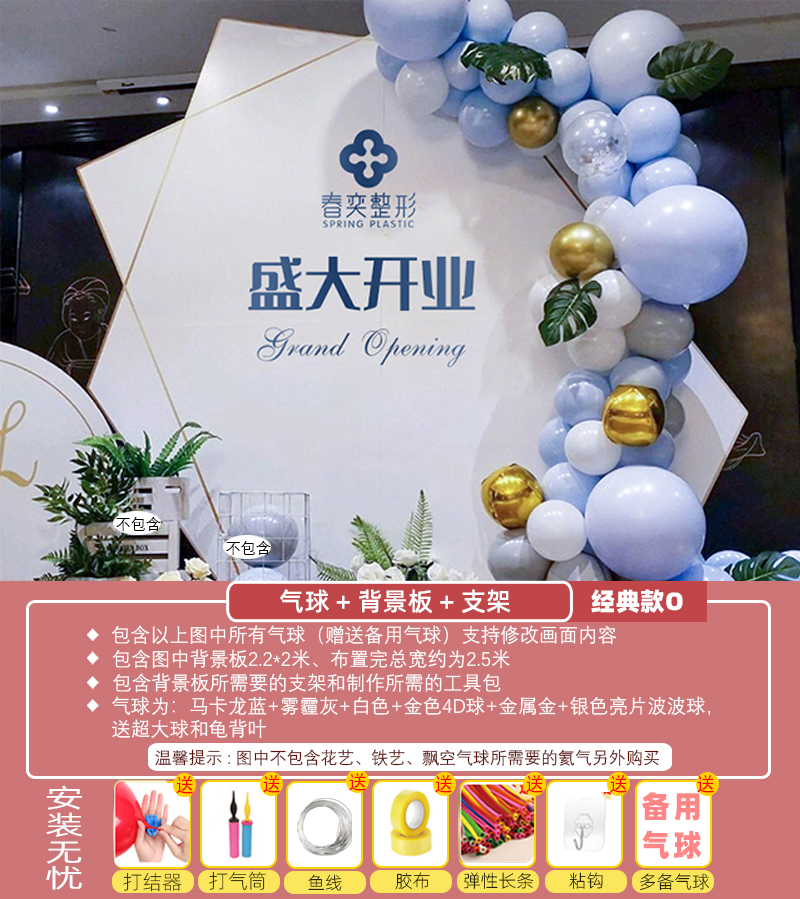 春奕整形
SPRING PLASTIC
盛大开业
Grand Opening
L
不包含
不包含
气球 + 背景板 + 支架
经典款O
◆ 包含以上图中所有气球（赠送备用气球）支持修改画面内容
◆ 包含图中背景板2.2*2米、布置完总宽约为2.5米
◆ 包含背景板所需要的支架和制作所需的工具包
◆ 气球为：马卡龙蓝+雾霾灰+白色+金色4D球+金属金+银色亮片波波球，
送超大球和龟背叶
温馨提示 : 图中不包含花艺、铁艺、飘空气球所需要的氦气另外购买
安装无忧
送 送 送 送 送 送 送
备用
气球
打结器 打气筒 鱼线 胶布 弹性长条 粘钩 多备气球